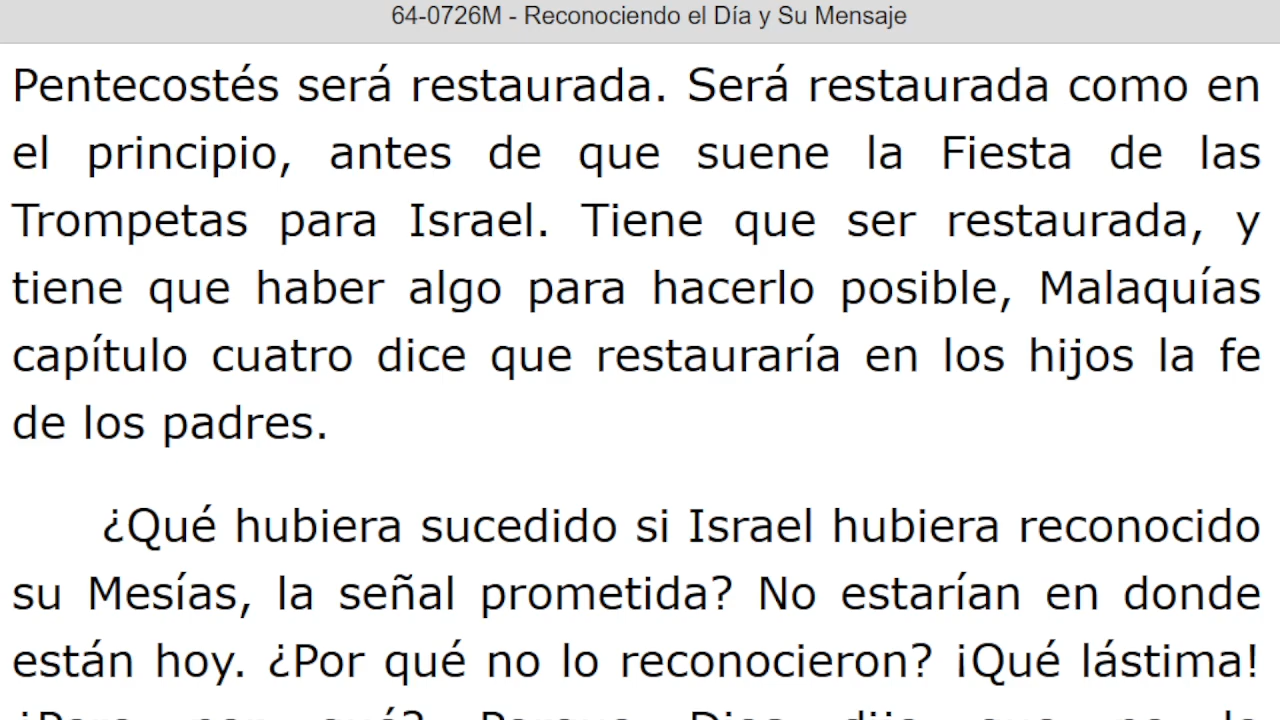 64-0726M - Reconociendo el Día y Su Mensaje
Pentecostés será restaurada. Será restaurada como en
el principio, antes de que suene la Fiesta de las
Trompetas para Israel. Tiene que ser restaurada, y
tiene que haber algo para hacerlo posible, Malaquías
capítulo cuatro dice que restauraría en los hijos la fe
de los padres.
¿Qué hubiera sucedido si Israel hubiera reconocido
su Mesías, la señal prometida? No estarían en donde
están hoy. ¿Por qué no lo reconocieron? ¡Qué lástima!